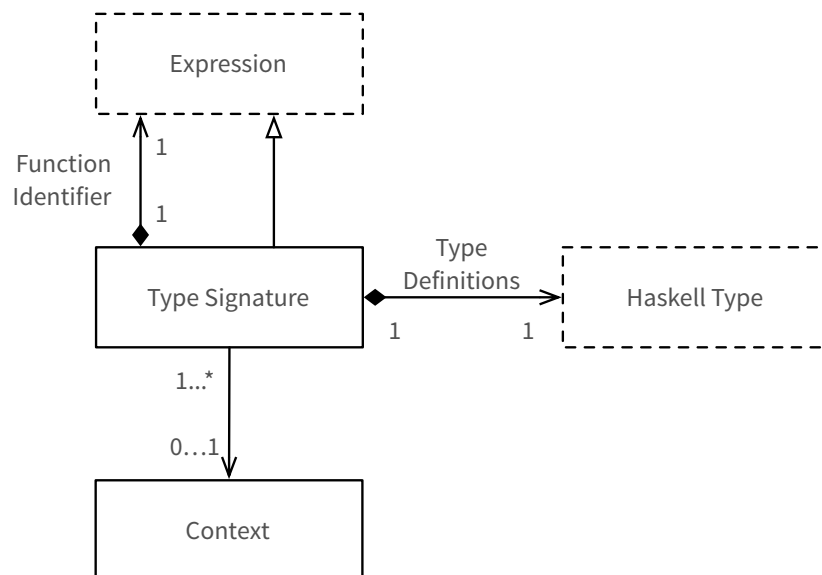 Expression
1
Function
Identifier
1
Type
Definitions
Type Signature
Haskell Type
1
1
1...*
0…1
Context